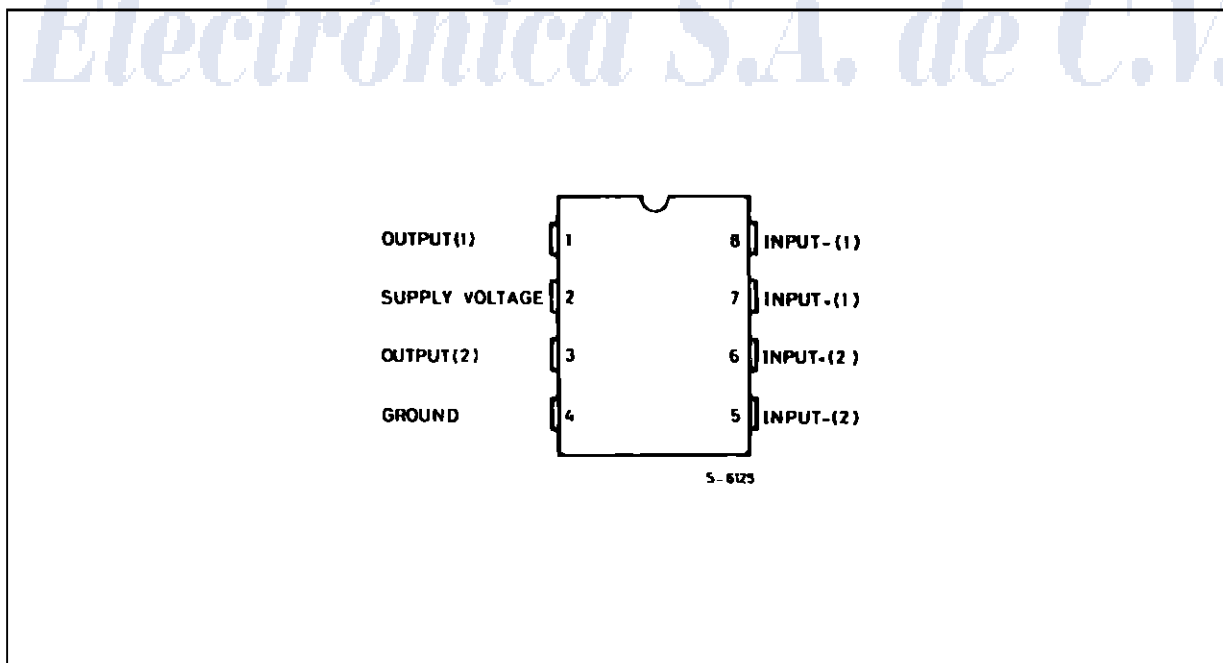 Electrónica S.A. de C.V.
OUTPUT(1)
1
8
INPUT-(1)
SUPPLY VOLTAGE
2
7
INPUT+(1)
OUTPUT(2)
3
6
INPUT+(2)
GROUND
4
5
INPUT-(2)
S-6125